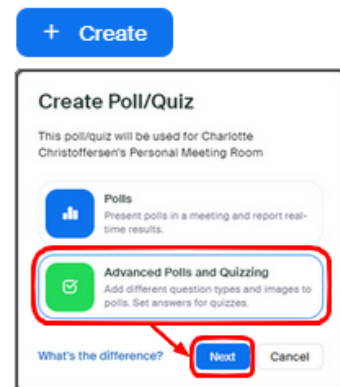 + Create
Create Poll/Quiz
This poll/quiz will be used for Charlotte
Christoffersen's Personal Meeting Room
Polls
Present polls in a meeting and report real-
time results.
Advanced Polls and Quizzing
Add different question types and images to
polls. Set answers for quizzes.
What's the difference? Next Cancel